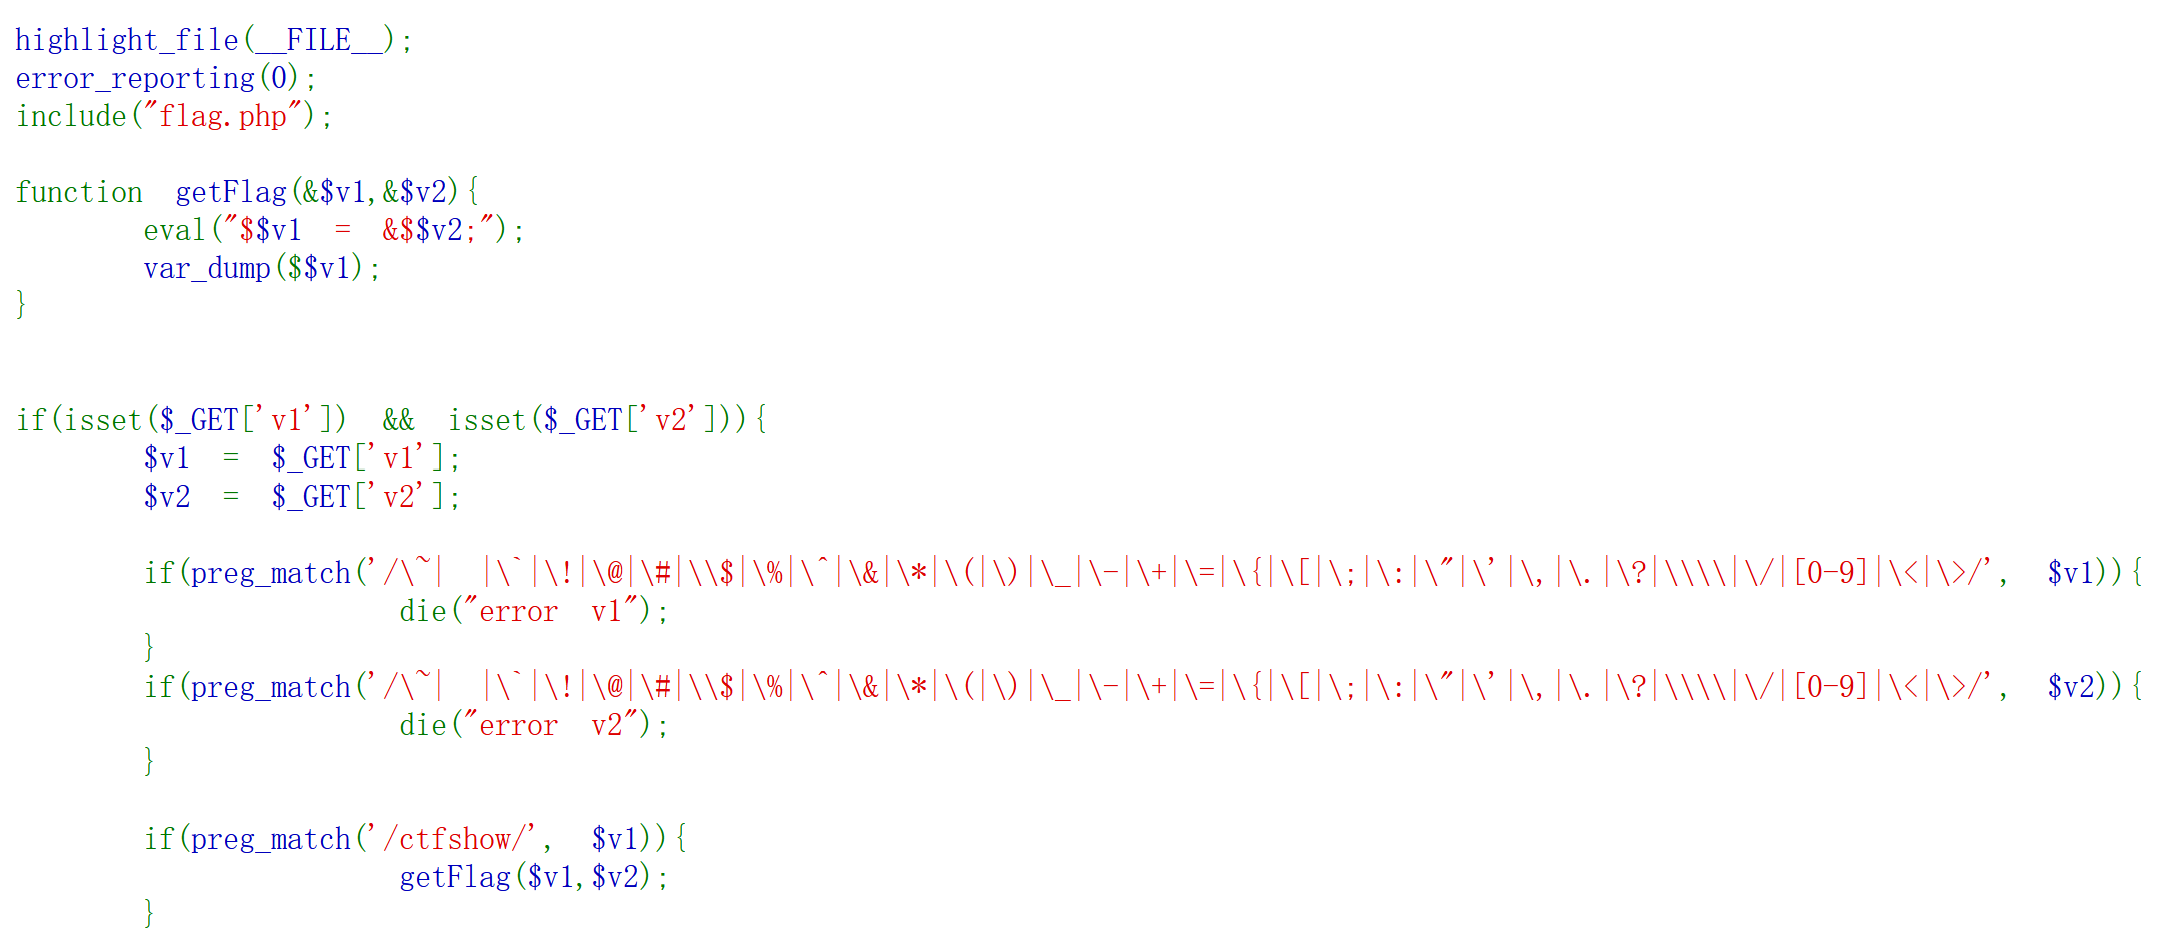 highlight_file(__FILE__);
error_reporting(0);
include("flag.php");
function getFlag(&$v1,&$v2){
eval("$$v1 = &$$v2;");
var_dump($$v1);
}
if(isset($_GET['v1']) && isset($_GET['v2'])){
$v1 = $_GET['v1'];
$v2 = $_GET['v2'];
if(preg_match('/\~| |\`|\!|\@|\#|\\$|\%|\^|\&|\*|\(|\)|\_|\-|\+|\=|\{|\[|\;|\:|\"|\'|\,|\.|\?|\\\\|\/|[0-9]|\<|\>/', $v1)){
die("error v1");
}
if(preg_match('/\~| |\`|\!|\@|\#|\\$|\%|\^|\&|\*|\(|\)|\_|\-|\+|\=|\{|\[|\;|\:|\"|\'|\,|\.|\?|\\\\|\/|[0-9]|\<|\>/', $v2)){
die("error v2");
}
if(preg_match('/ctfshow/', $v1)){
getFlag($v1,$v2);
}